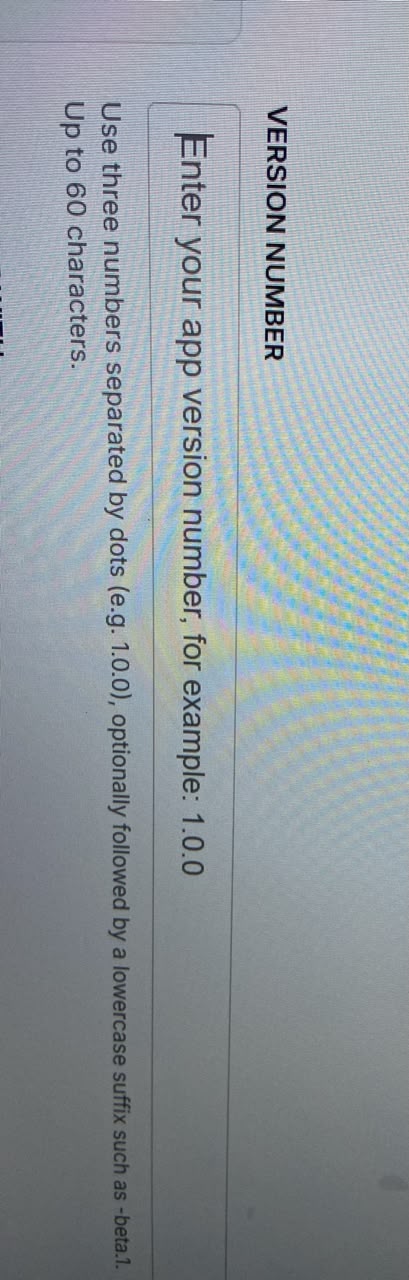 VERSION NUMBER
Enter your app version number, for example: 1.0.0
Use three numbers separated by dots (e.g. 1.0.0), optionally followed by a lowercase suffix such as -beta.1.
Up to 60 characters.